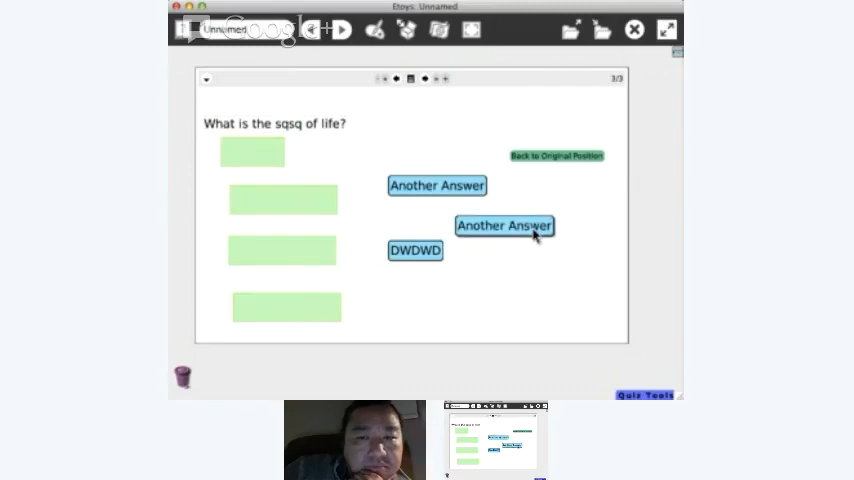 Etoys: Unnamed
Unnamed
Google+
3/3
What is the sqsq of life?
Back to Original Position
Another Answer
Another Answer
DWDWD
Quiz Tools